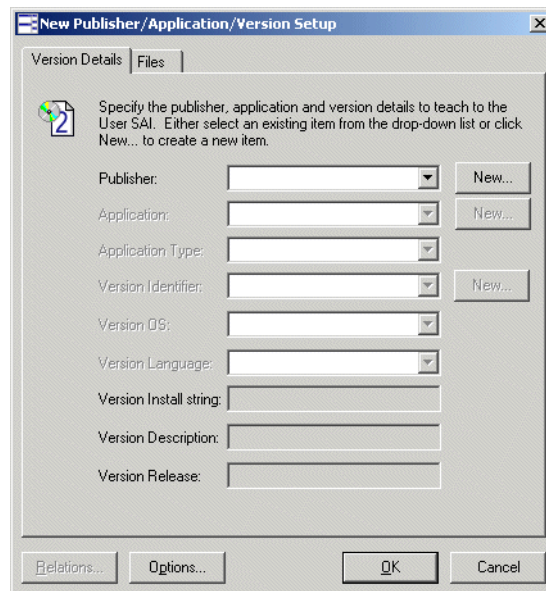 New Publisher/Application/Version Setup
Version Details Files
2
Specify the publisher, application and version details to teach to the
User SAI. Either select an existing item from the drop-down list or click
New... to create a new item.
Publisher: New...
Application: New...
Application Type:
Version Identifier: New...
Version OS:
Version Language:
Version Install string:
Version Description:
Version Release:
Relations... Options... OK Cancel